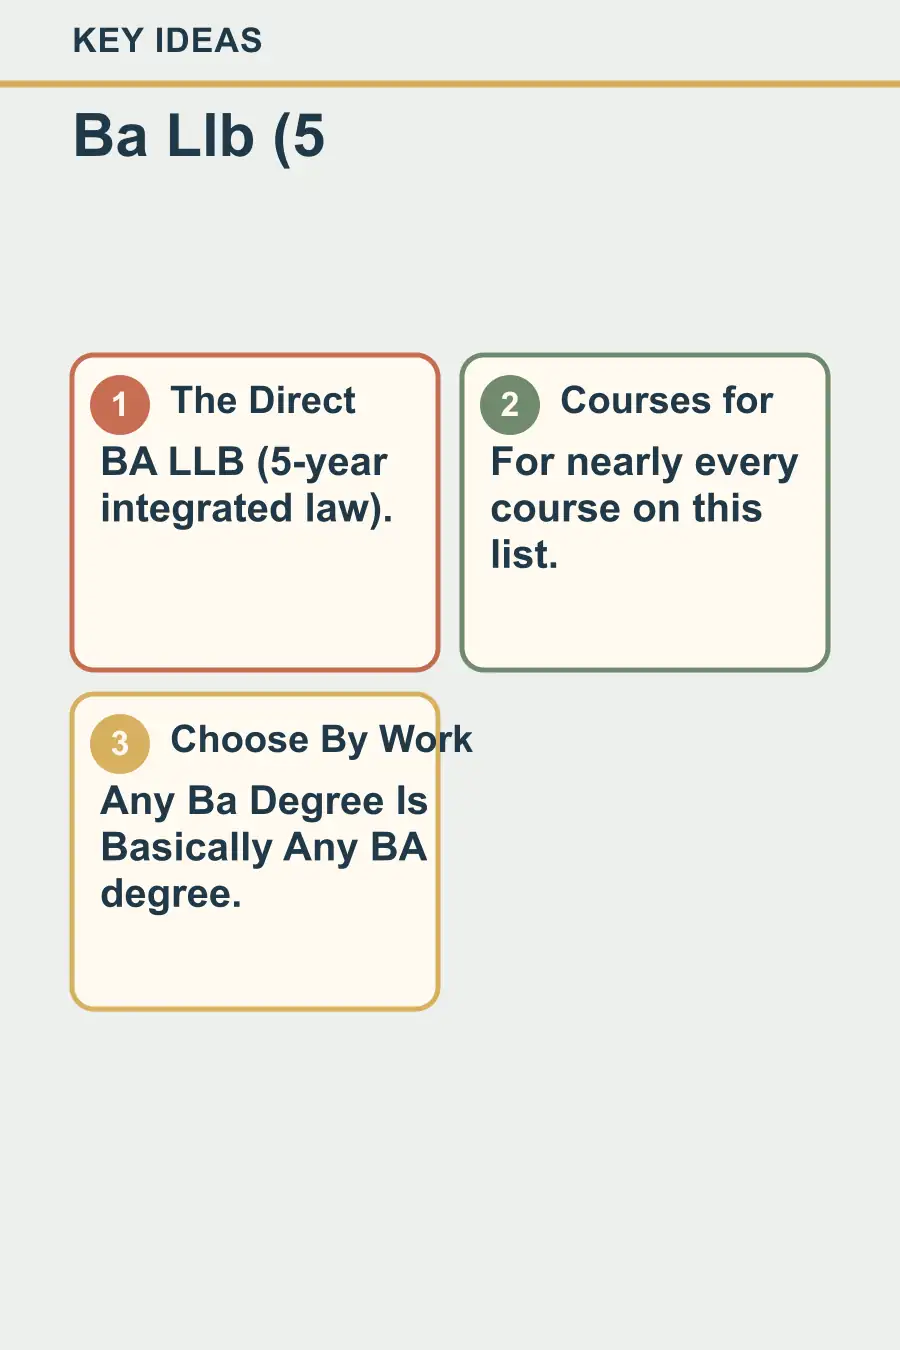 KEY IDEAS
Ba Llb (5
1 The Direct
BA LLB (5-year
integrated law).
2 Courses for
For nearly every
course on this
list.
3 Choose By Work
Any Ba Degree Is
Basically Any BA
degree.